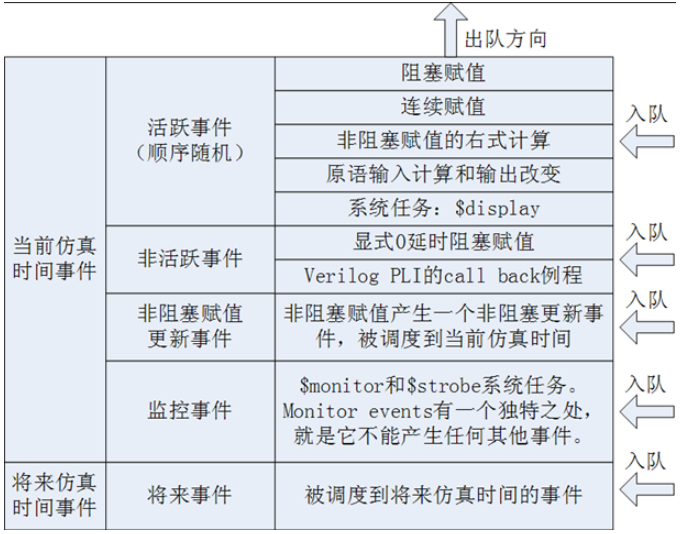 出队方向
当前仿真
时间事件
活跃事件
（顺序随机）
阻塞赋值
连续赋值
非阻塞赋值的右式计算
原语输入计算和输出改变
系统任务: $display
入队
非活跃事件
显式0延时阻塞赋值
Verilog PLI的call back例程
入队
非阻塞赋值
更新事件
非阻塞赋值产生一个非阻塞更新事
件，被调度到当前仿真时间
入队
监控事件
$monitor和$strobe系统任务。
Monitor events有一个独特之处，
就是它不能产生任何其他事件。
入队
将来仿真
时间事件
将来事件
被调度到将来仿真时间的事件
入队